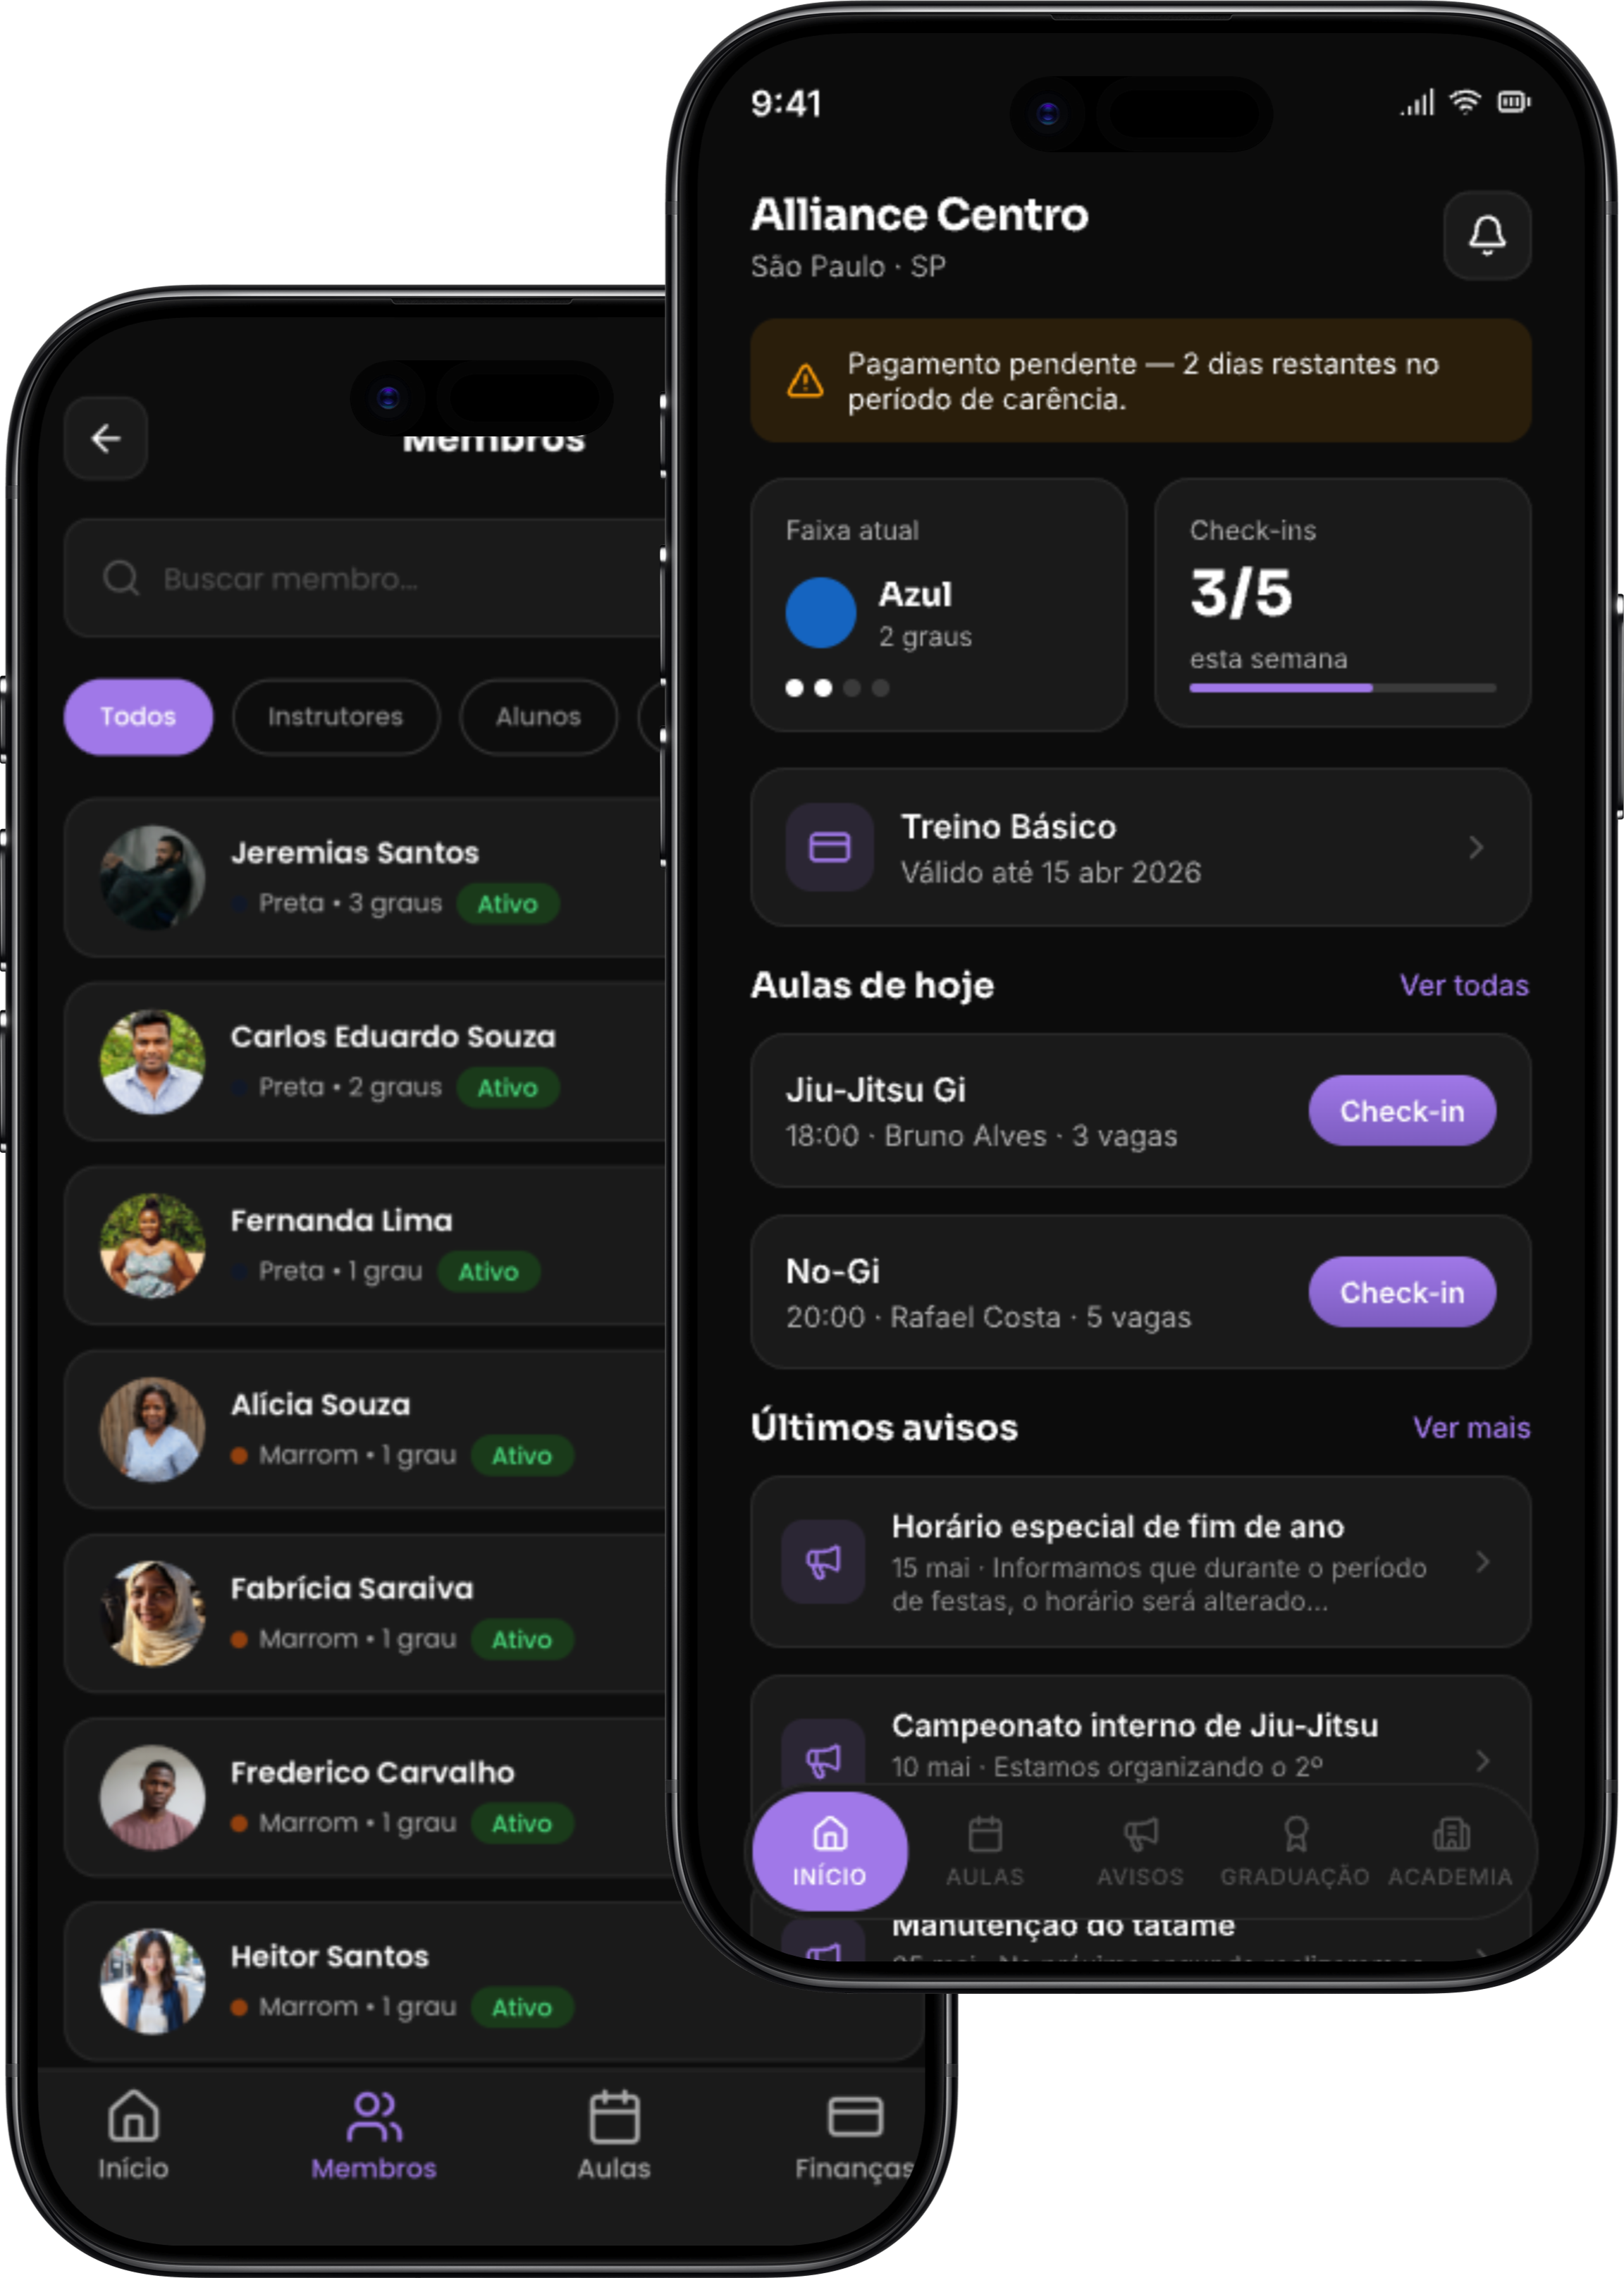 Membros
Buscar membro...
Todos
Instrutores
Alunos
Jeremias Santos
Preta • 3 graus
Ativo
Carlos Eduardo Souza
Preta • 2 graus
Ativo
Fernanda Lima
Preta • 1 grau
Ativo
Alícia Souza
Marrom • 1 grau
Ativo
Fabrícia Saraiva
Marrom • 1 grau
Ativo
Frederico Carvalho
Marrom • 1 grau
Ativo
Heitor Santos
Marrom • 1 grau
Ativo
Início
Membros
Aulas
Finanças
9:41
Alliance Centro
São Paulo · SP
Pagamento pendente — 2 dias restantes no
período de carência.
Faixa atual
Azul
2 graus
Check-ins
3/5
esta semana
Treino Básico
Válido até 15 abr 2026
Aulas de hoje
Ver todas
Jiu-Jitsu Gi
18:00 · Bruno Alves · 3 vagas
Check-in
No-Gi
20:00 · Rafael Costa · 5 vagas
Check-in
Últimos avisos
Ver mais
Horário especial de fim de ano
15 mai · Informamos que durante o período
de festas, o horário será alterado...
Campeonato interno de Jiu-Jitsu
10 mai · Estamos organizando o 2º
INÍCIO
AULAS
AVISOS
GRADUAÇÃO
ACADEMIA
Manutenção do tatame